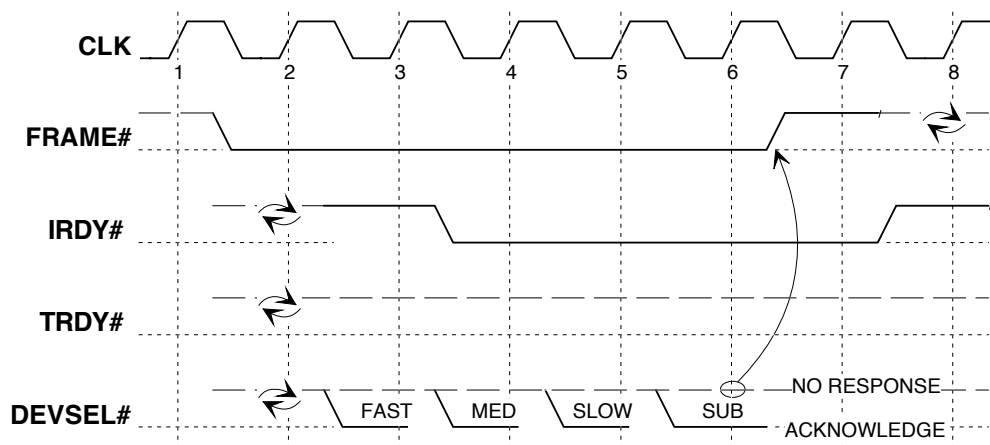 CLK
1 2 3 4 5 6 7 8
FRAME#
IRDY#
TRDY#
NO RESPONSE
DEVSEL# FAST MED SLOW SUB
ACKNOWLEDGE